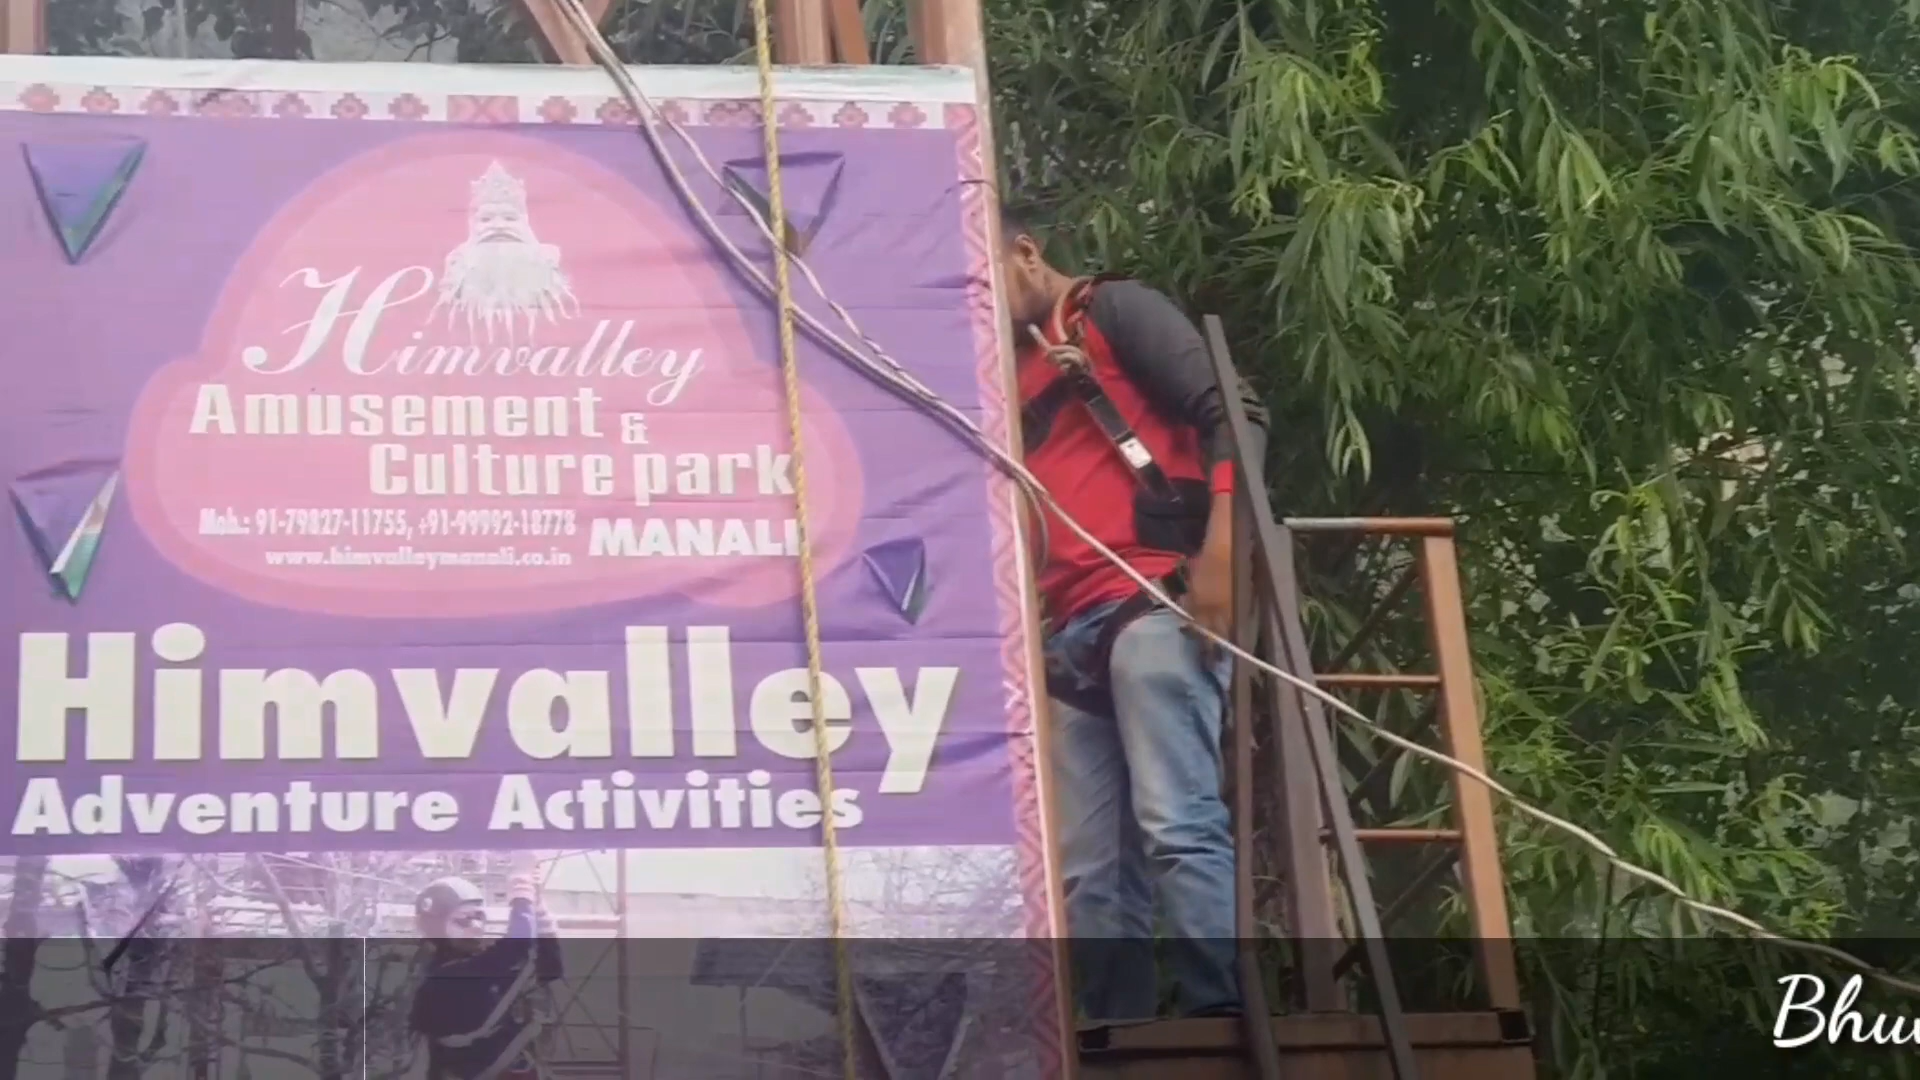 Himvalley
Amusement &
Culture park
Mob.: 91-79827-11755, +91-99992-18778
MANALI
www.himvalleymanali.co.in
Himvalley
Adventure Activities